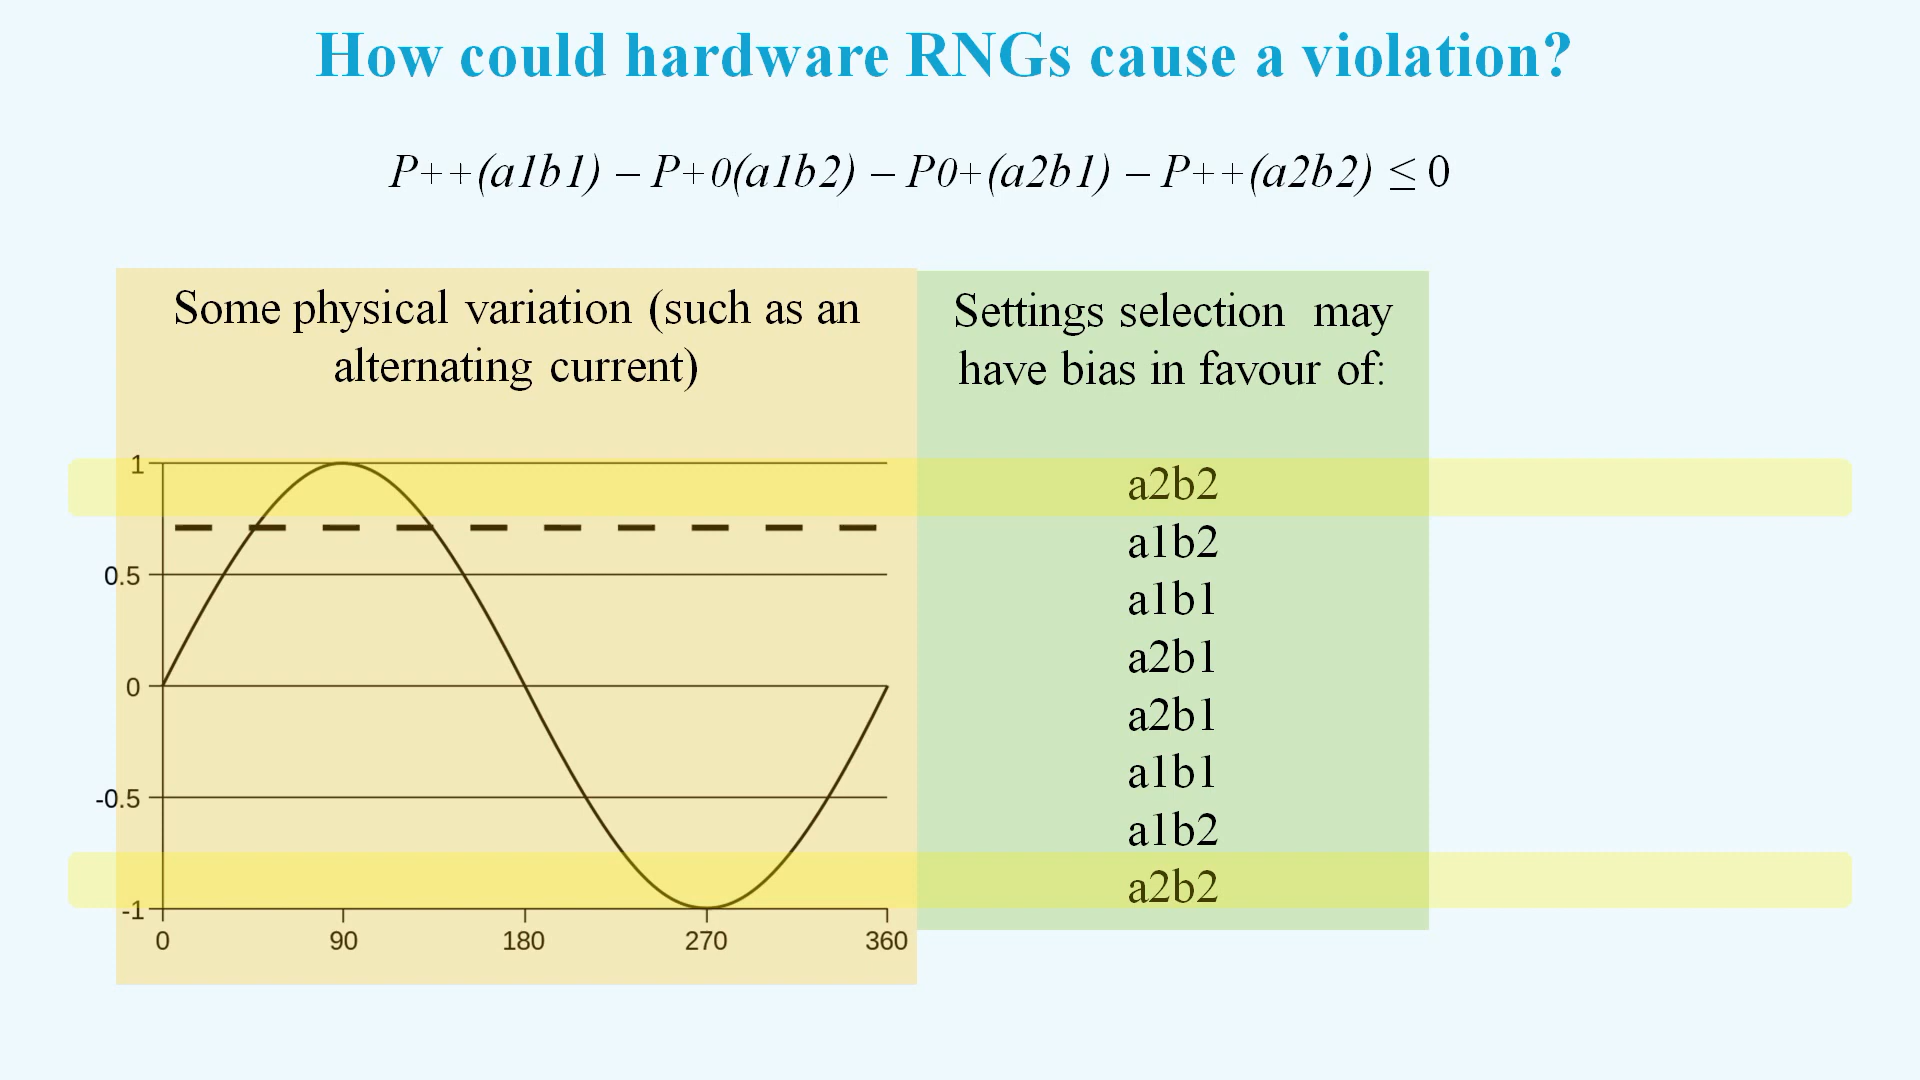 How could hardware RNGs cause a violation?
P++(a1b1) – P+0(a1b2) – P0+(a2b1) – P++(a2b2) ≤ 0
Some physical variation (such as an
alternating current)
1
0.5
0
-0.5
-1
0 90 180 270 360
Settings selection may
have bias in favour of:
a2b2
a1b2
a1b1
a2b1
a2b1
a1b1
a1b2
a2b2